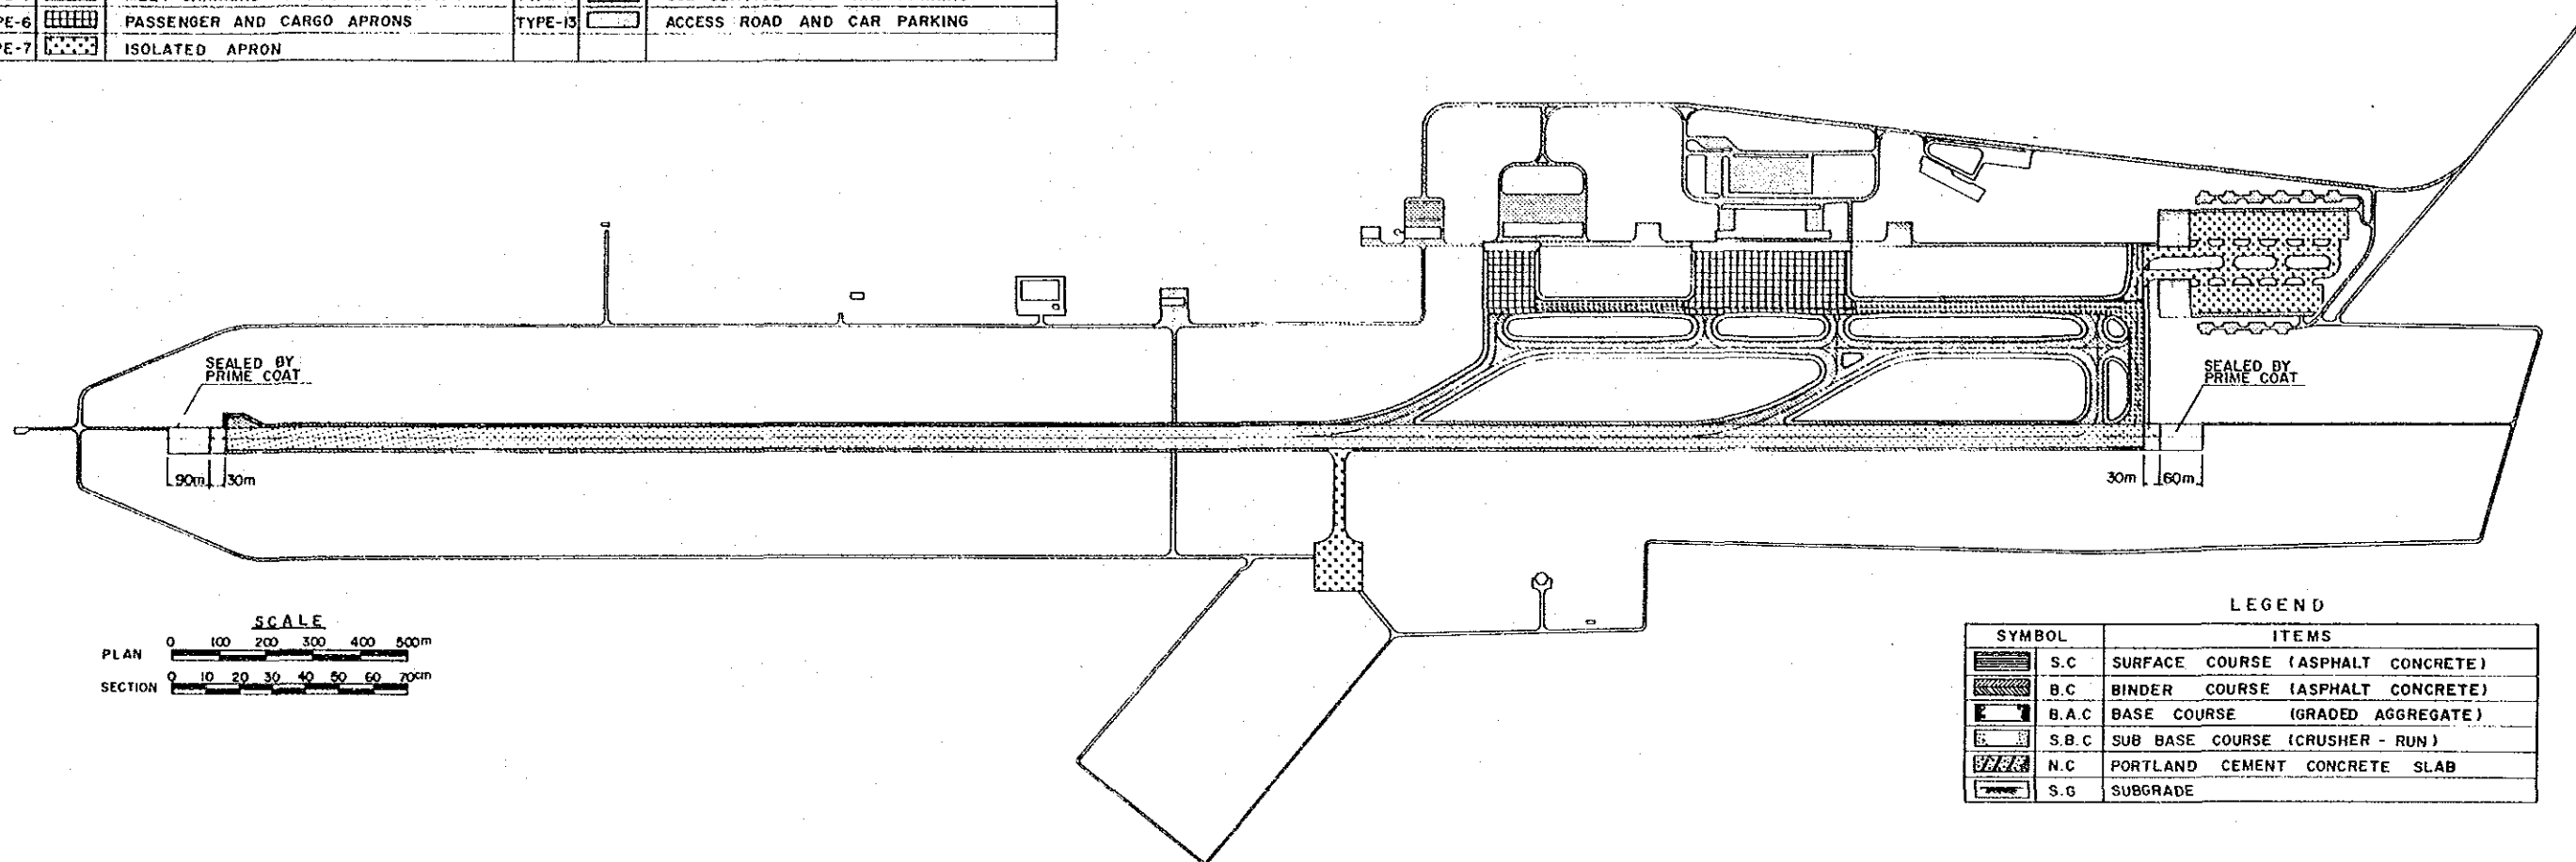 PE-6 PASSENGER AND CARGO APRONS TYPE-13 ACCESS ROAD AND CAR PARKING
PE-7 ISOLATED APRON
SEALED BY
PRIME COAT
SEALED BY
PRIME COAT
90m 30m
30m 60m
SCALE
PLAN 0 100 200 300 400 500m
SECTION 0 10 20 30 40 50 60 70cm
LEGEND
SYMBOL ITEMS
S.C SURFACE COURSE (ASPHALT CONCRETE)
B.C BINDER COURSE (ASPHALT CONCRETE)
B.A.C BASE COURSE (GRADED AGGREGATE)
S.B.C SUB BASE COURSE (CRUSHER - RUN)
N.C PORTLAND CEMENT CONCRETE SLAB
S.G SUBGRADE